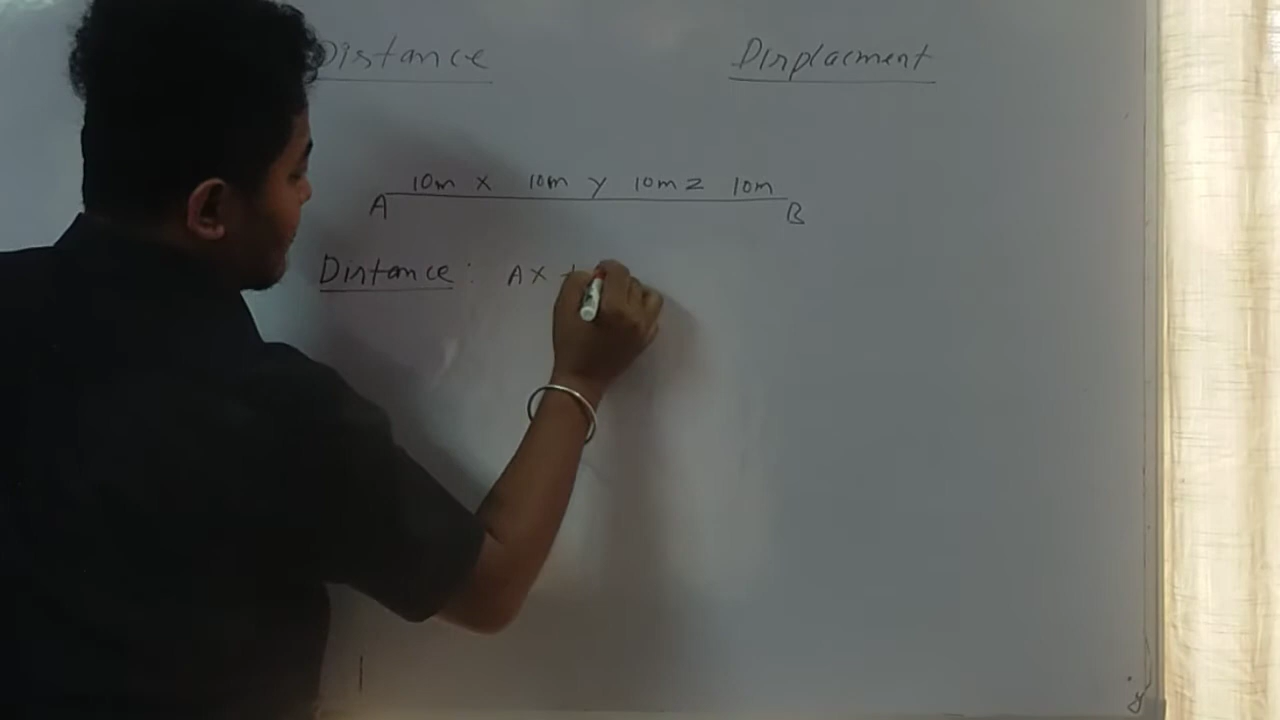 Distance Displacment
10m x 10m y 10m z 10m
A B
Distance : AX +